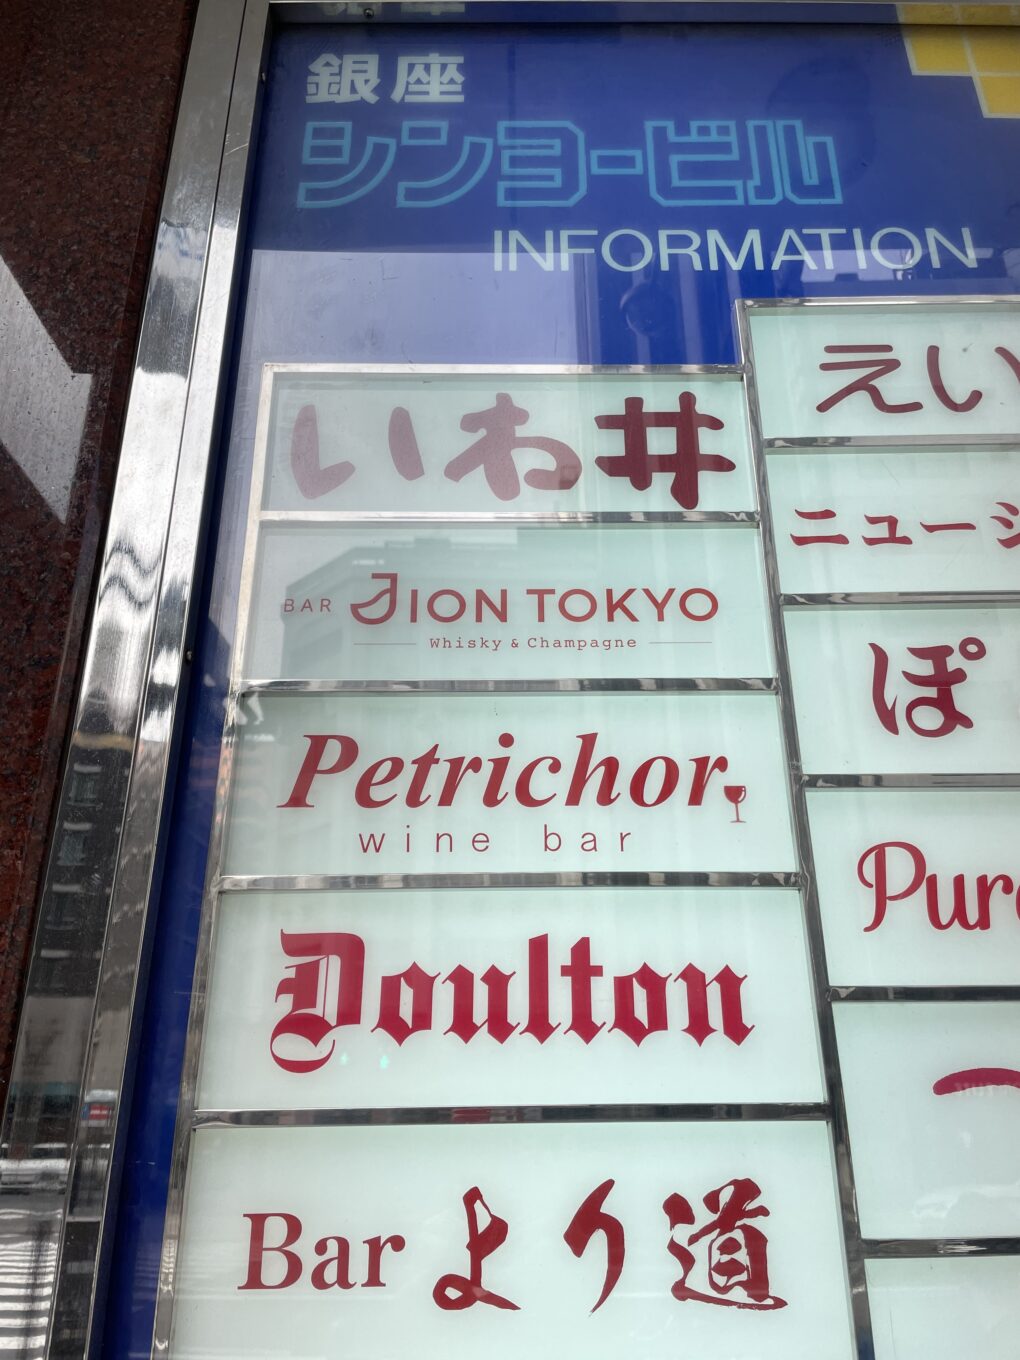 銀座
シンヨービル
INFORMATION
いわ井
BAR JION TOKYO
Whisky & Champagne
Petrichor
wine bar
Doulton
Bar より道
えい
ニュージ
ぽ
Pur